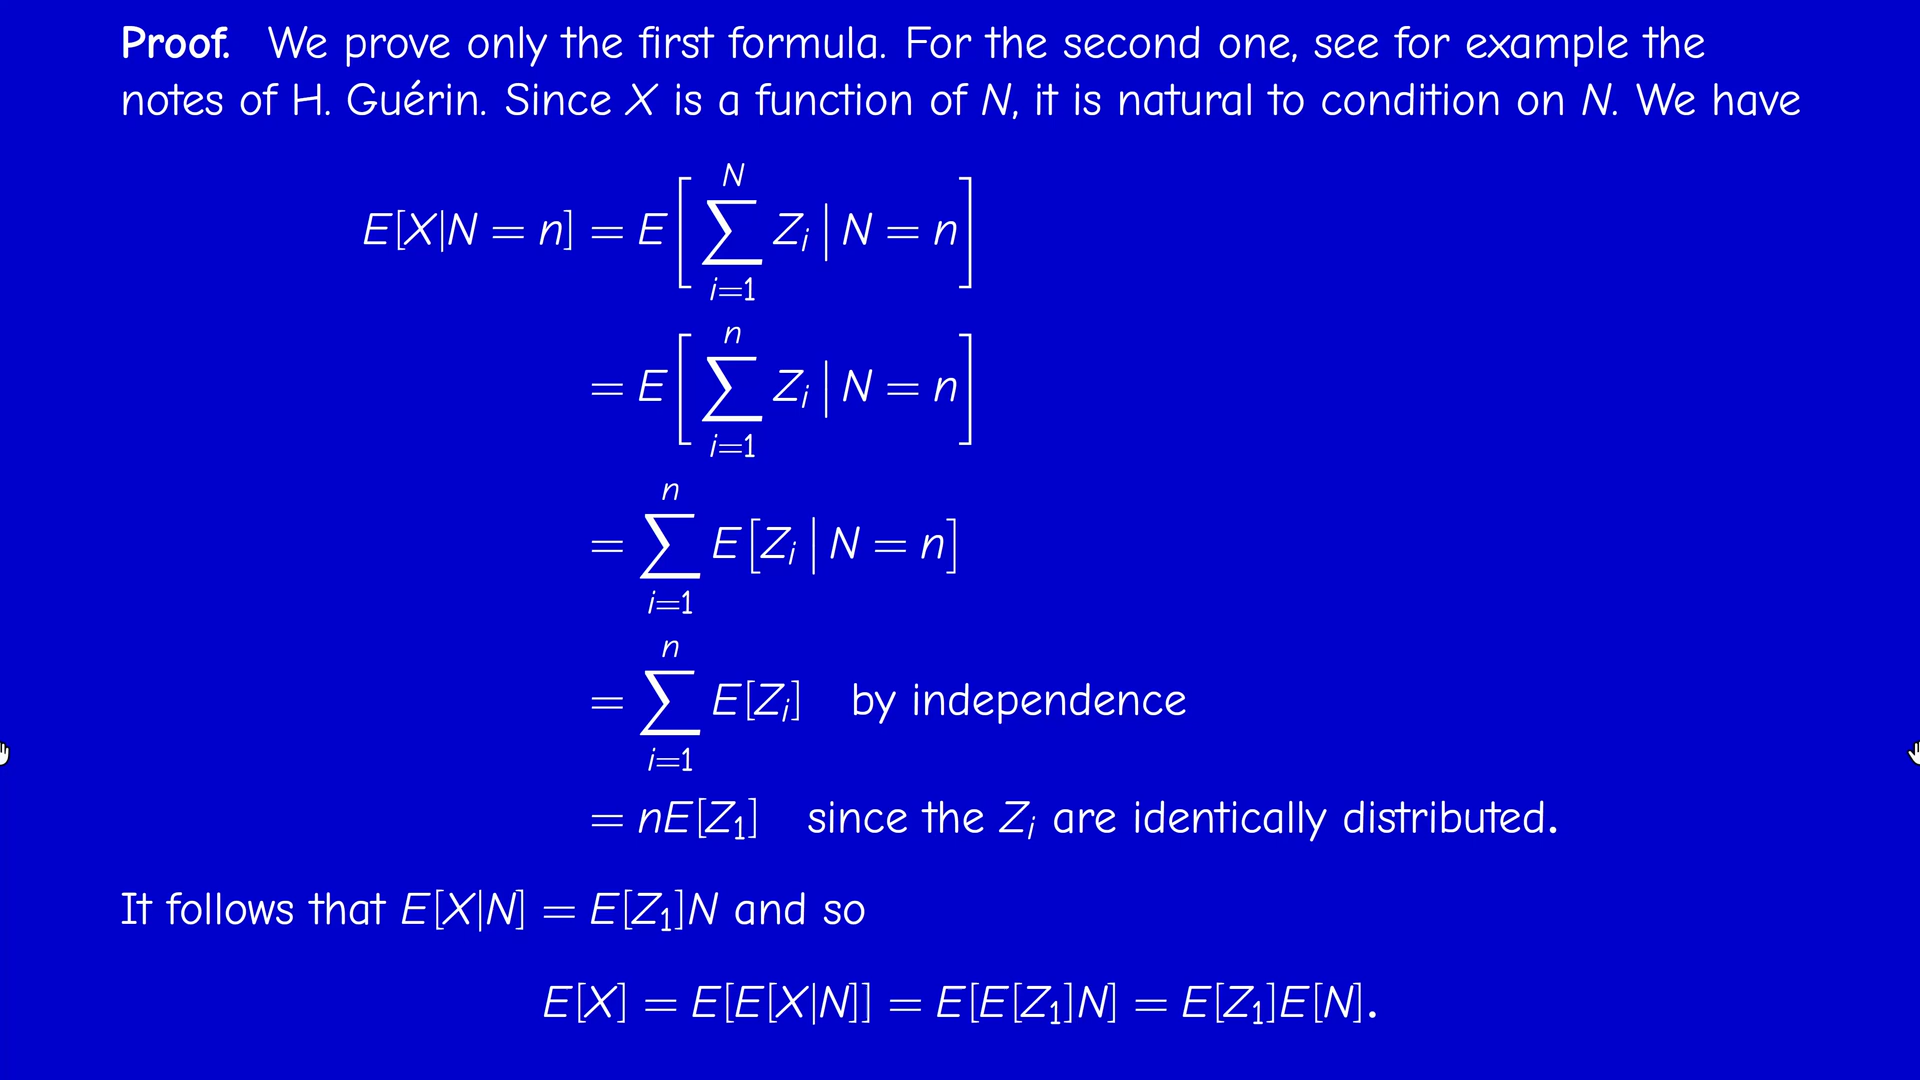 Proof. We prove only the first formula. For the second one, see for example the
notes of H. Guérin. Since X is a function of N, it is natural to condition on N. We have
E[X|N = n] = E[∑_{i=1}^{N} Z_i | N = n]
= E[∑_{i=1}^{n} Z_i | N = n]
= ∑_{i=1}^{n} E[Z_i | N = n]
= ∑_{i=1}^{n} E[Z_i] by independence
= nE[Z_1] since the Z_i are identically distributed.
It follows that E[X|N] = E[Z_1]N and so
E[X] = E[E[X|N]] = E[E[Z_1]N] = E[Z_1]E[N].